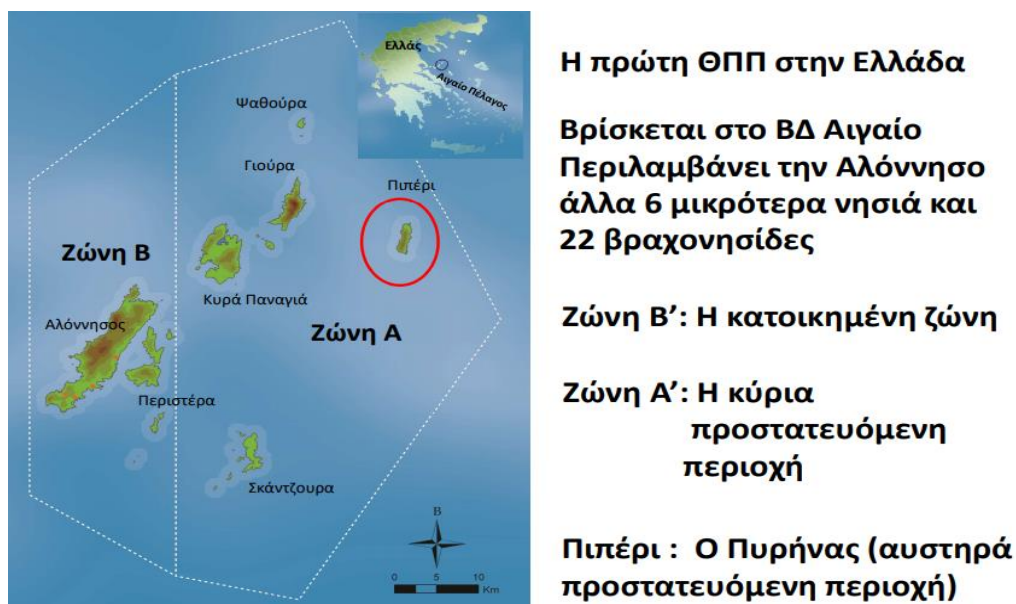 Ελλάς
Αιγαίο Πέλαγος
Ψαθούρα
Γιούρα
Πιπέρι
Ζώνη Β
Κυρά Παναγιά
Αλόννησος
Ζώνη Α
Περιστέρα
Σκάντζουρα
Β
0 5 10
Km
Η πρώτη ΘΠΠ στην Ελλάδα
Βρίσκεται στο ΒΔ Αιγαίο
Περιλαμβάνει την Αλόννησο
άλλα 6 μικρότερα νησιά και
22 βραχονησίδες
Ζώνη Β’: Η κατοικημένη ζώνη
Ζώνη Α’: Η κύρια
προστατευόμενη
περιοχή
Πιπέρι : Ο Πυρήνας (αυστηρά
προστατευόμενη περιοχή)